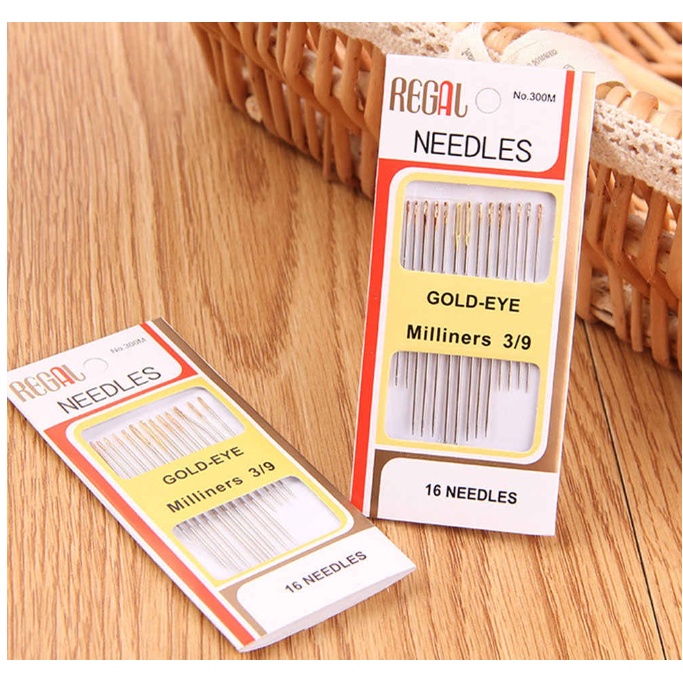 REGAL
No.300M
NEEDLES
GOLD-EYE
Milliners 3/9
16 NEEDLES
REGAL
No.300M
NEEDLES
GOLD-EYE
Milliners 3/9
16 NEEDLES